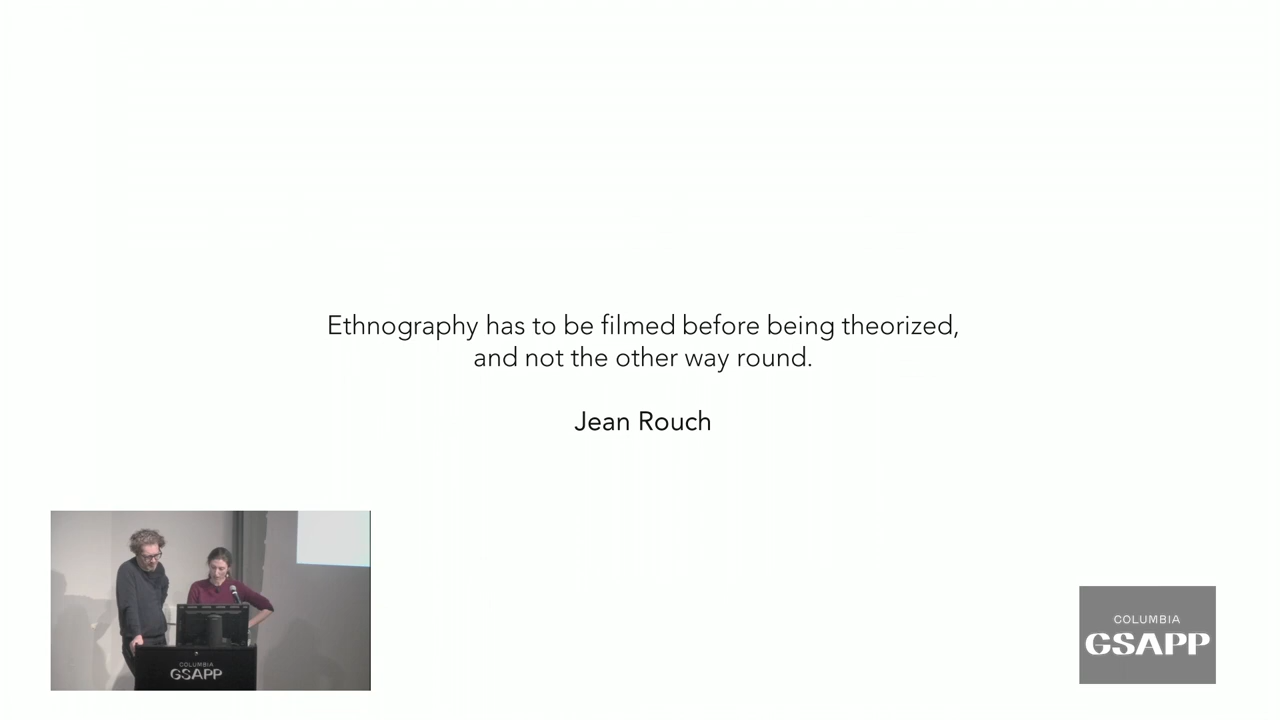 Ethnography has to be filmed before being theorized,
and not the other way round.
Jean Rouch
COLUMBIA
GSAPP
COLUMBIA
GSAPP